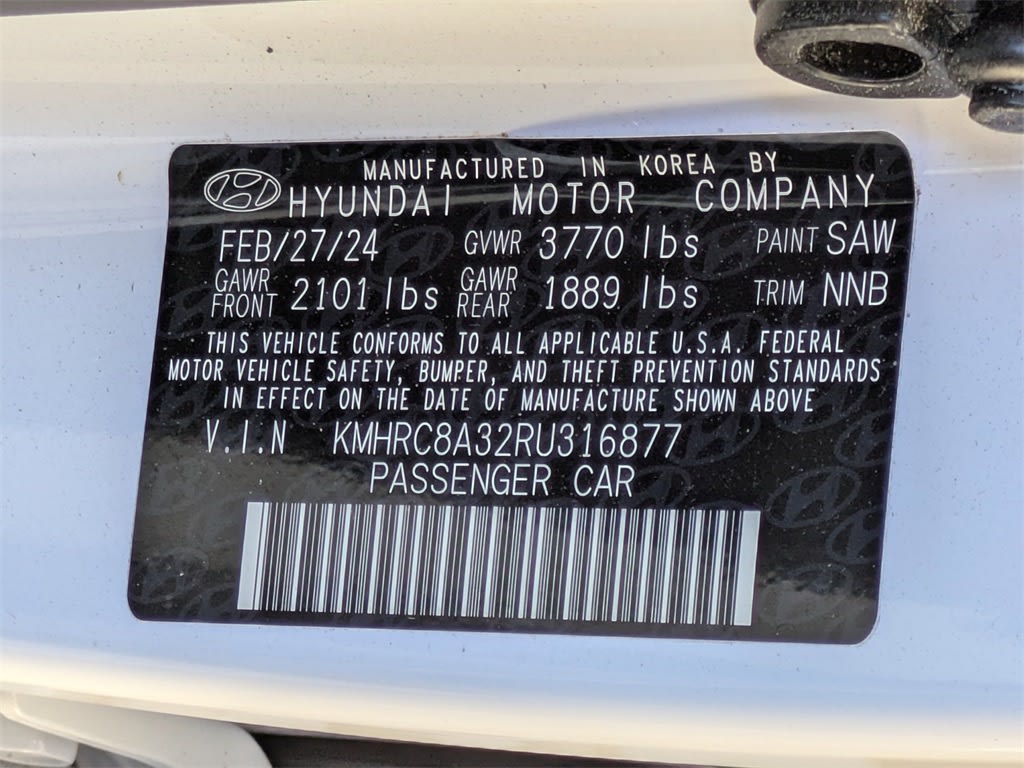 MANUFACTURED IN KOREA BY
HYUNDAI MOTOR COMPANY
FEB/27/24 GVWR 3770 lbs PAINT SAW
GAWR FRONT 2101 lbs GAWR REAR 1889 lbs TRIM NNB
THIS VEHICLE CONFORMS TO ALL APPLICABLE U.S.A. FEDERAL
MOTOR VEHICLE SAFETY, BUMPER, AND THEFT PREVENTION STANDARDS
IN EFFECT ON THE DATE OF MANUFACTURE SHOWN ABOVE
V.I.N KMHRC8A32RU316877
PASSENGER CAR